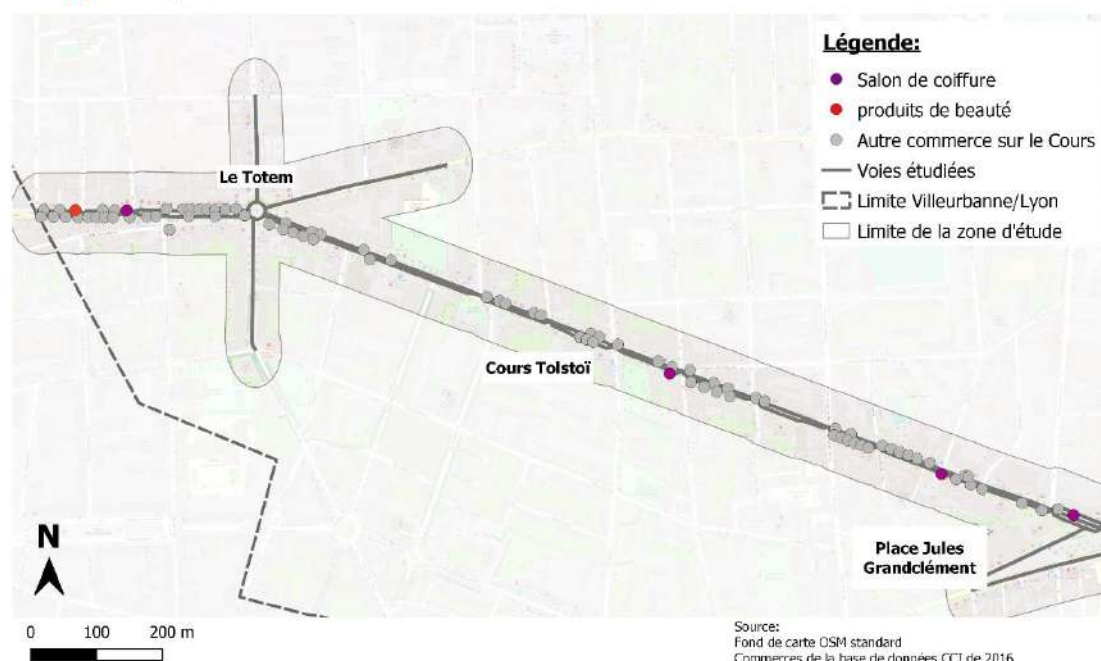 Légende:
Salon de coiffure
produits de beauté
Autre commerce sur le Cours
Voies étudiées
Limite Villeurbanne/Lyon
Limite de la zone d'étude
Le Totem
Cours Tolstoï
Place Jules
Grandclément
N
0 100 200 m
Source:
Fond de carte OSM standard
Commerces de la base de données CCI de 2016